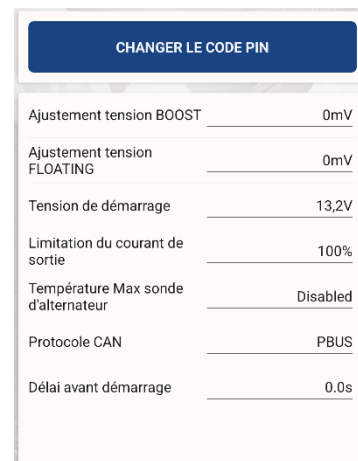 CHANGER LE CODE PIN
Ajustement tension BOOST 0mV
Ajustement tension
FLOATING 0mV
Tension de démarrage 13,2V
Limitation du courant de
sortie 100%
Température Max sonde
d'alternateur Disabled
Protocole CAN PBUS
Délai avant démarrage 0.0s